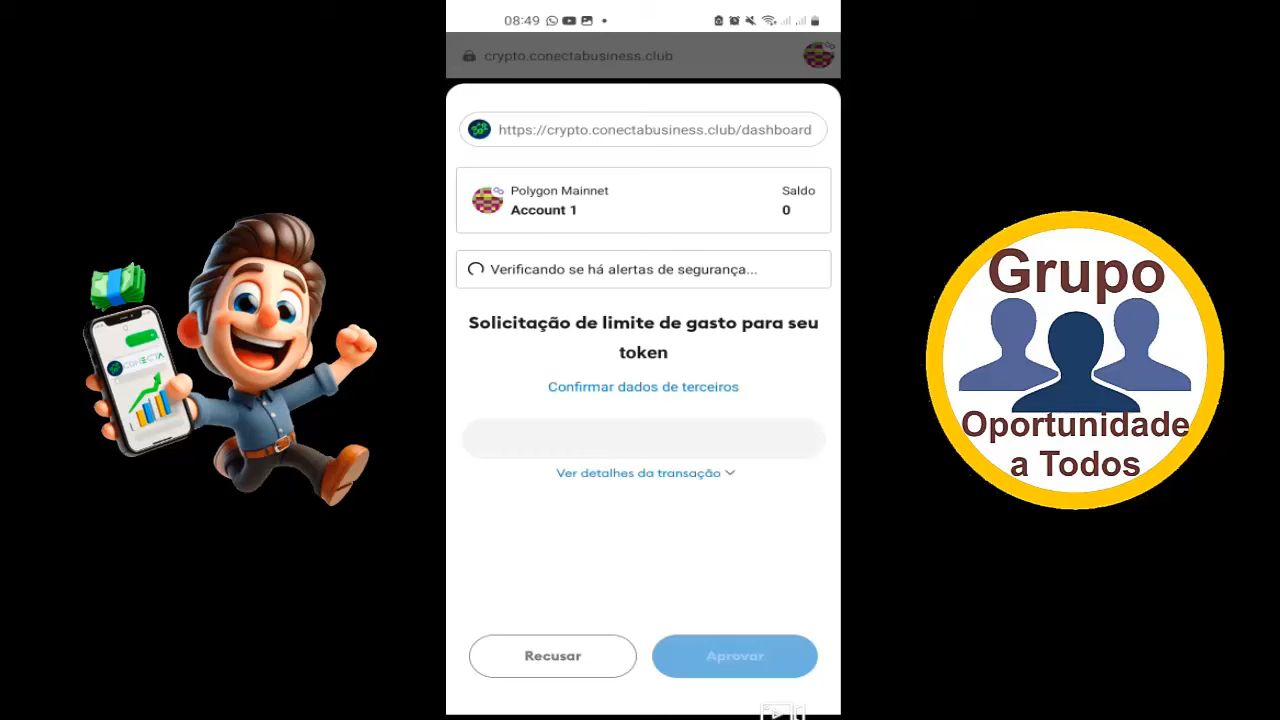 08:49
crypto.conectabusiness.club
https://crypto.conectabusiness.club/dashboard
Polygon Mainnet
Account 1
Saldo
0
Verificando se há alertas de segurança...
Solicitação de limite de gasto para seu
token
Confirmar dados de terceiros
Ver detalhes da transação
Recusar
Aprovar
CONECTA
Grupo
Oportunidade
a Todos